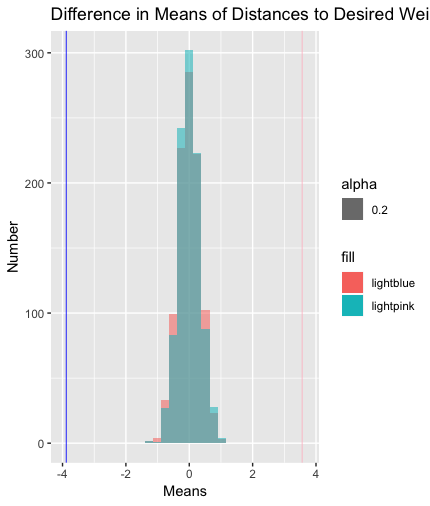 Difference in Means of Distances to Desired Wei
300
200
100
0
Number
-4 -2 0 2 4
Means
alpha
0.2
fill
lightblue
lightpink